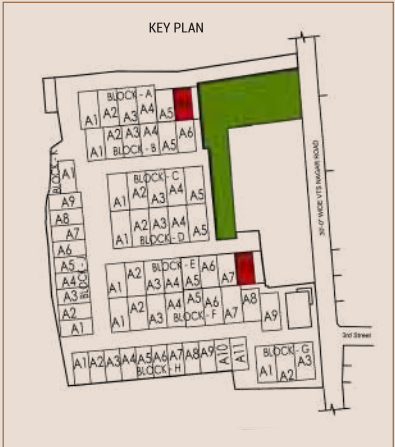 KEY PLAN
BLOCK - A
A1 A2 A3 A4 A5
A1 A2 A3 A4 A5 A6
BLOCK - B
BLOCK - C
A1 A2 A3 A4 A5
A1 A2 A3 A4 A5
BLOCK - D
BLOCK - E
A1 A2 A3 A4 A5 A6 A7
A1 A2 A3 A4 A5 A6 A7 A8 A9
BLOCK - F
BLOCK - G
A1 A2 A3
A1 A2 A3 A4 A5 A6 A7 A8 A9 A10 A11
BLOCK - H
A1
A9
A8
A7
A6
A5
A4
A3
A2
A1
BLOCK
BLOCK - K
30'-0" WIDE VTS NAGAR ROAD
3rd Street